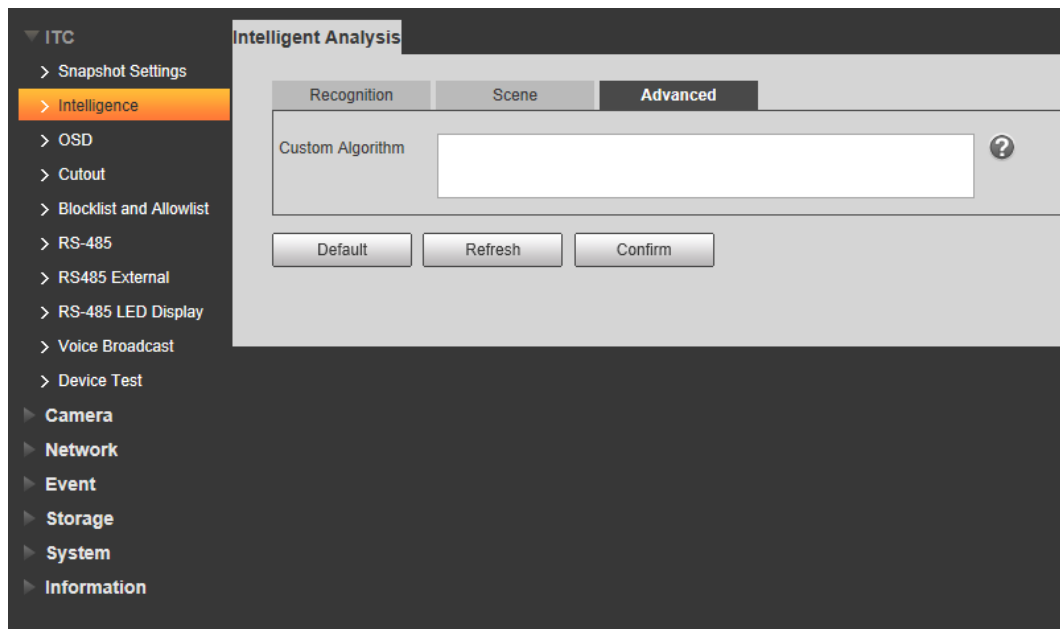 ITC
Snapshot Settings
Intelligence
OSD
Cutout
Blocklist and Allowlist
RS-485
RS485 External
RS-485 LED Display
Voice Broadcast
Device Test
Camera
Network
Event
Storage
System
Information
Intelligent Analysis
Recognition Scene Advanced
Custom Algorithm ?
Default Refresh Confirm